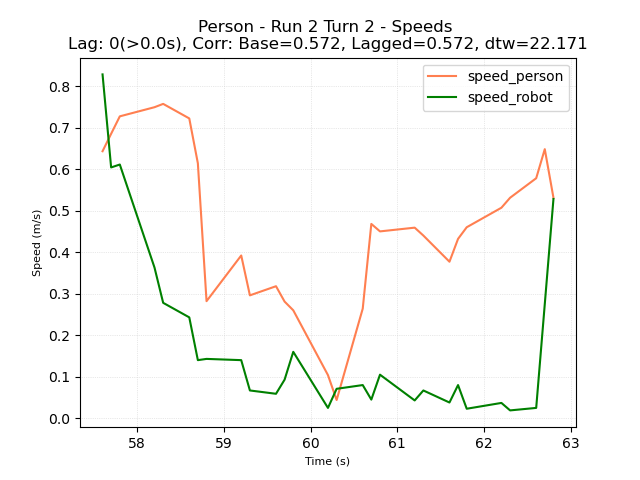 Person - Run 2 Turn 2 - Speeds
Lag: 0(>0.0s), Corr: Base=0.572, Lagged=0.572, dtw=22.171
speed_person
speed_robot
0.8
0.7
0.6
0.5
0.4
0.3
0.2
0.1
0.0
Speed (m/s)
58 59 60 61 62 63
Time (s)